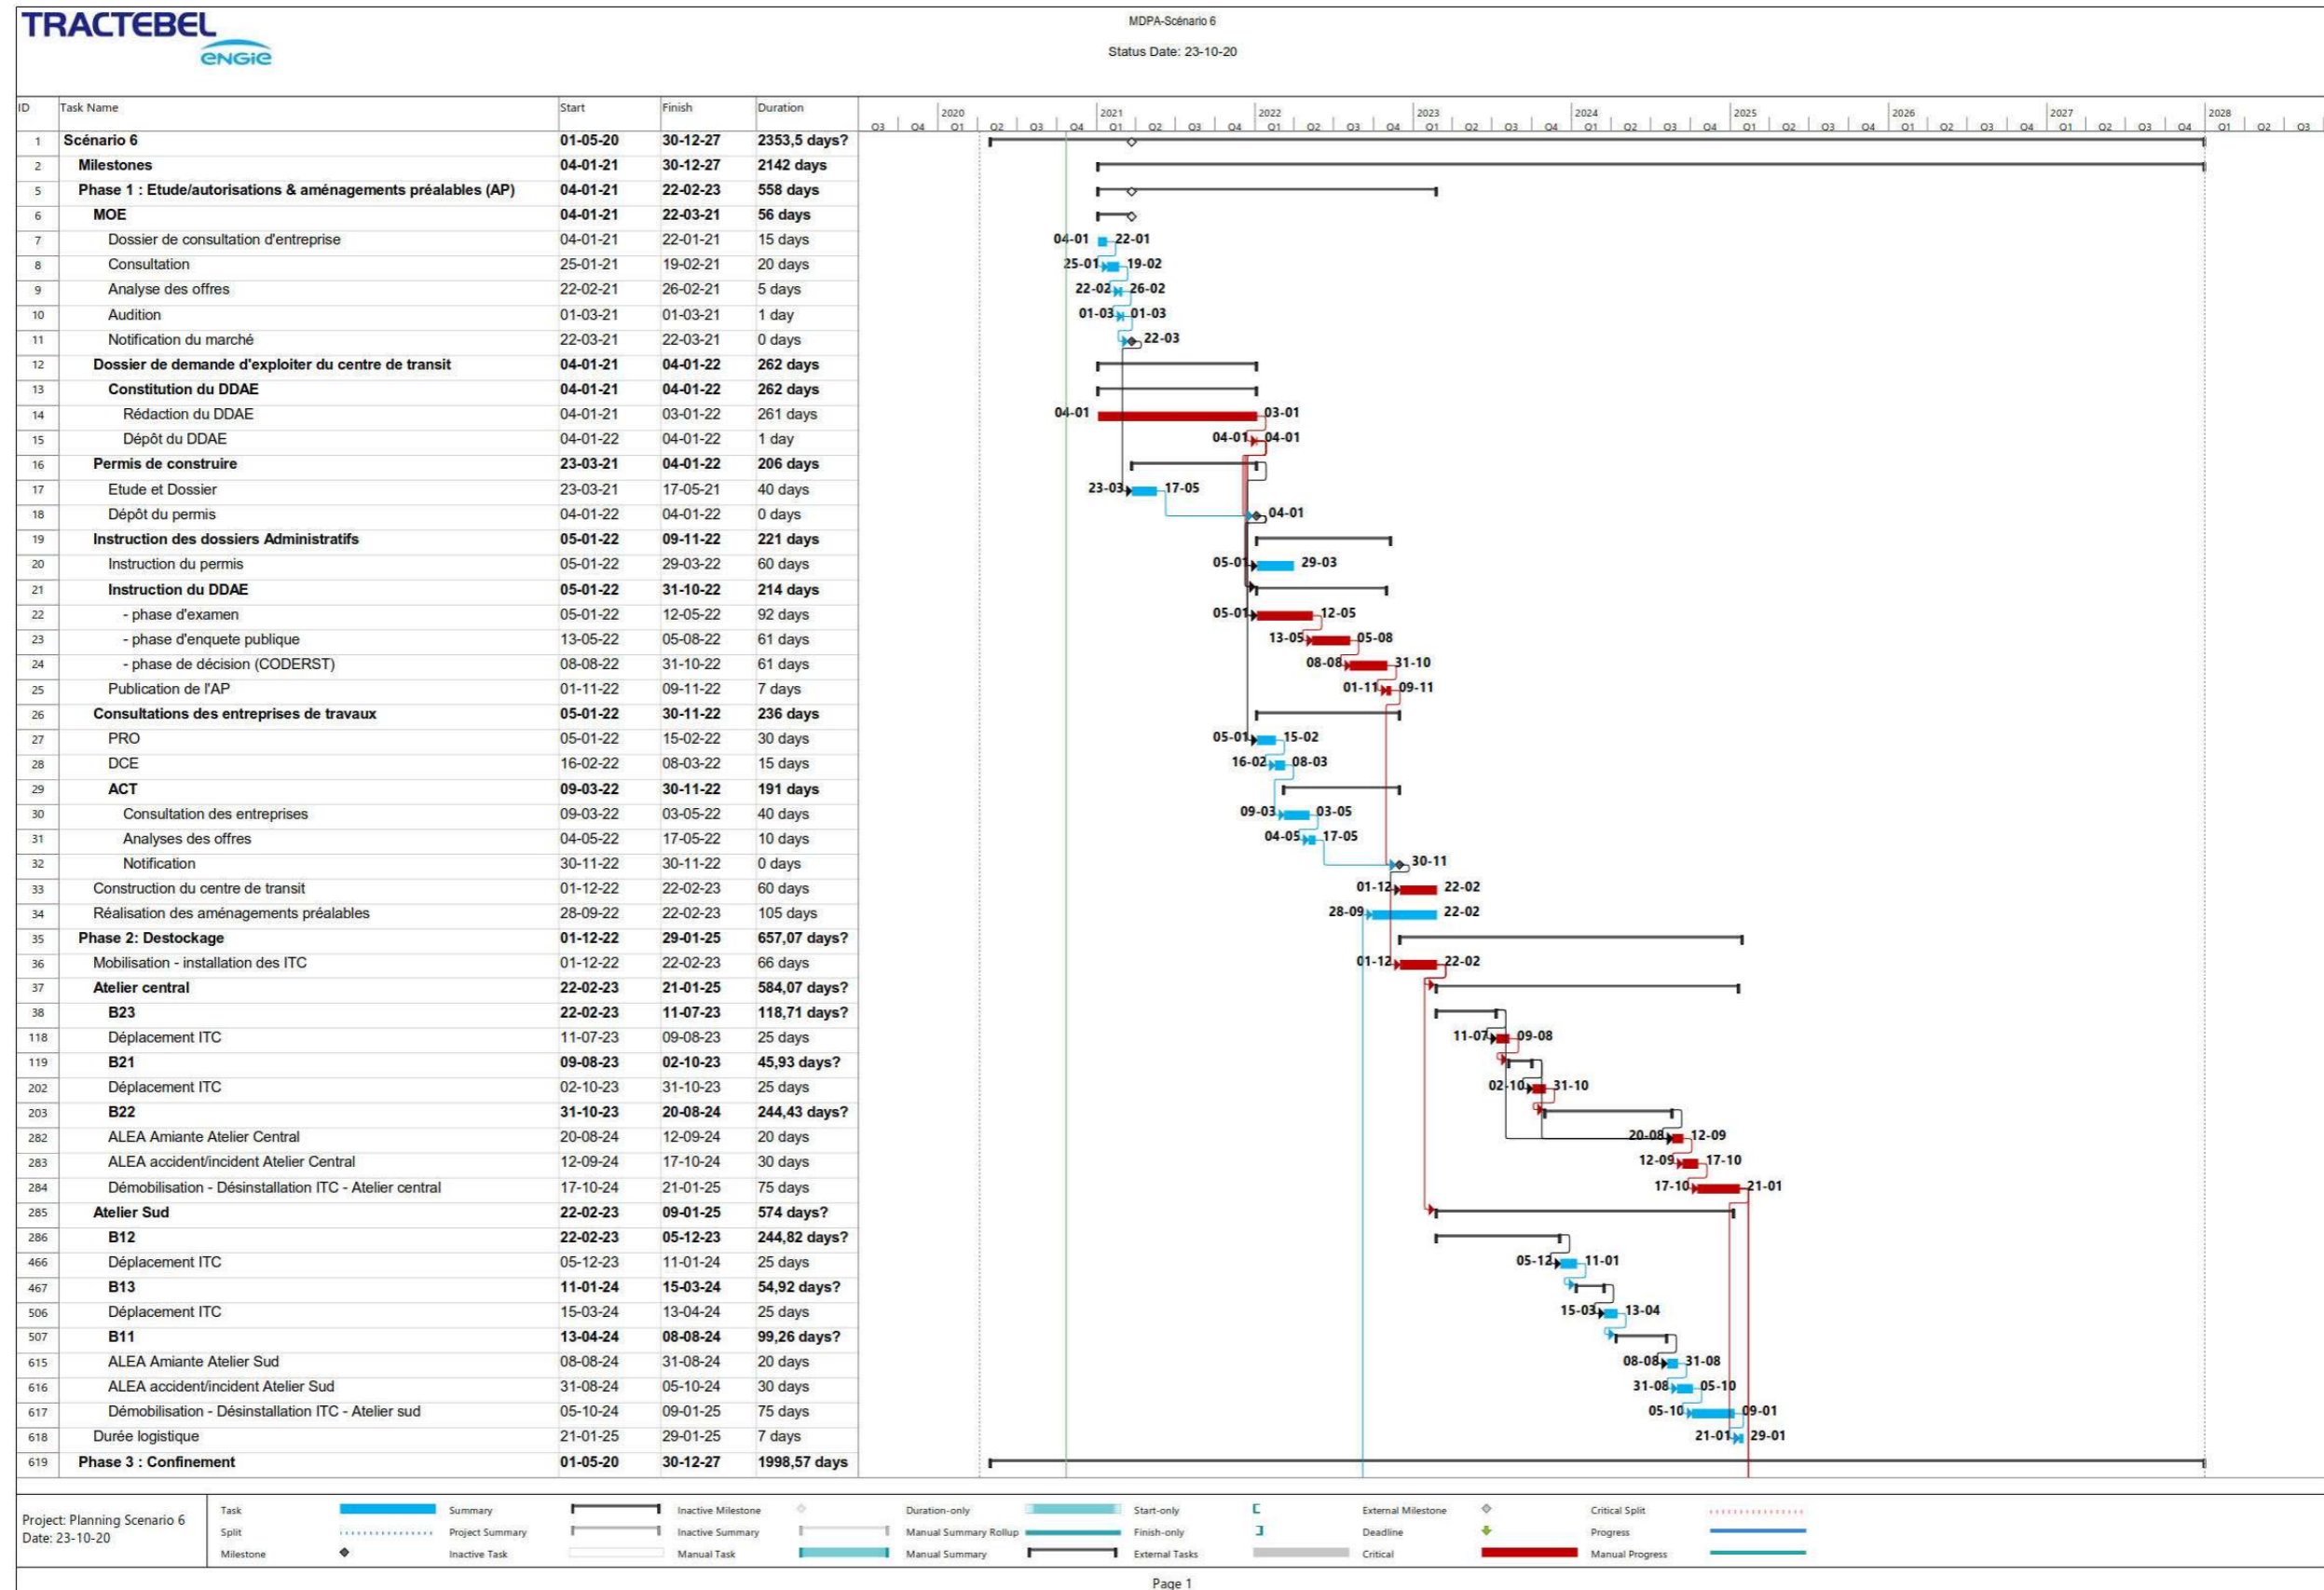 TRACTEBEL
ENGIE
MDPA-Scénario 6
Status Date: 23-10-20
ID Task Name Start Finish Duration
2020 2021 2022 2023 2024 2025 2026 2027 2028
Q3 Q4 Q1 Q2 Q3 Q4 Q1 Q2 Q3 Q4 Q1 Q2 Q3 Q4 Q1 Q2 Q3 Q4 Q1 Q2 Q3 Q4 Q1 Q2 Q3 Q4 Q1 Q2 Q3 Q4 Q1 Q2 Q3 Q4 Q1 Q2 Q3
1 Scénario 6 01-05-20 30-12-27 2353,5 days?
2 Milestones 04-01-21 30-12-27 2142 days
5 Phase 1 : Etude/autorisations & aménagements préalables (AP) 04-01-21 22-02-23 558 days
6 MOE 04-01-21 22-03-21 56 days
7 Dossier de consultation d'entreprise 04-01-21 22-01-21 15 days 04-01 22-01
8 Consultation 25-01-21 19-02-21 20 days 25-01 19-02
9 Analyse des offres 22-02-21 26-02-21 5 days 22-02 26-02
10 Audition 01-03-21 01-03-21 1 day 01-03 01-03
11 Notification du marché 22-03-21 22-03-21 0 days 22-03
12 Dossier de demande d'exploiter du centre de transit 04-01-21 04-01-22 262 days
13 Constitution du DDAE 04-01-21 04-01-22 262 days
14 Rédaction du DDAE 04-01-21 03-01-22 261 days 04-01 03-01
15 Dépôt du DDAE 04-01-22 04-01-22 1 day 04-01 04-01
16 Permis de construire 23-03-21 04-01-22 206 days
17 Etude et Dossier 23-03-21 17-05-21 40 days 23-03 17-05
18 Dépôt du permis 04-01-22 04-01-22 0 days 04-01
19 Instruction des dossiers Administratifs 05-01-22 09-11-22 221 days
20 Instruction du permis 05-01-22 29-03-22 60 days 05-01 29-03
21 Instruction du DDAE 05-01-22 31-10-22 214 days
22 - phase d'examen 05-01-22 12-05-22 92 days 05-01 12-05
23 - phase d'enquete publique 13-05-22 05-08-22 61 days 13-05 05-08
24 - phase de décision (CODERST) 08-08-22 31-10-22 61 days 08-08 31-10
25 Publication de l'AP 01-11-22 09-11-22 7 days 01-11 09-11
26 Consultations des entreprises de travaux 05-01-22 30-11-22 236 days
27 PRO 05-01-22 15-02-22 30 days 05-01 15-02
28 DCE 16-02-22 08-03-22 15 days 16-02 08-03
29 ACT 09-03-22 30-11-22 191 days
30 Consultation des entreprises 09-03-22 03-05-22 40 days 09-03 03-05
31 Analyses des offres 04-05-22 17-05-22 10 days 04-05 17-05
32 Notification 30-11-22 30-11-22 0 days 30-11
33 Construction du centre de transit 01-12-22 22-02-23 60 days 01-12 22-02
34 Réalisation des aménagements préalables 28-09-22 22-02-23 105 days 28-09 22-02
35 Phase 2: Destockage 01-12-22 29-01-25 657,07 days?
36 Mobilisation - installation des ITC 01-12-22 22-02-23 66 days 01-12 22-02
37 Atelier central 22-02-23 21-01-25 584,07 days?
38 B23 22-02-23 11-07-23 118,71 days?
118 Déplacement ITC 11-07-23 09-08-23 25 days 11-07 09-08
119 B21 09-08-23 02-10-23 45,93 days?
202 Déplacement ITC 02-10-23 31-10-23 25 days 02-10 31-10
203 B22 31-10-23 20-08-24 244,43 days?
282 ALEA Amiante Atelier Central 20-08-24 12-09-24 20 days 20-08 12-09
283 ALEA accident/incident Atelier Central 12-09-24 17-10-24 30 days 12-09 17-10
284 Démobilisation - Désinstallation ITC - Atelier central 17-10-24 21-01-25 75 days 17-10 21-01
285 Atelier Sud 22-02-23 09-01-25 574 days?
286 B12 22-02-23 05-12-23 244,82 days?
466 Déplacement ITC 05-12-23 11-01-24 25 days 05-12 11-01
467 B13 11-01-24 15-03-24 54,92 days?
506 Déplacement ITC 15-03-24 13-04-24 25 days 15-03 13-04
507 B11 13-04-24 08-08-24 99,26 days?
615 ALEA Amiante Atelier Sud 08-08-24 31-08-24 20 days 08-08 31-08
616 ALEA accident/incident Atelier Sud 31-08-24 05-10-24 30 days 31-08 05-10
617 Démobilisation - Désinstallation ITC - Atelier sud 05-10-24 09-01-25 75 days 05-10 09-01
618 Durée logistique 21-01-25 29-01-25 7 days 21-01 29-01
619 Phase 3 : Confinement 01-05-20 30-12-27 1998,57 days
Project: Planning Scenario 6
Date: 23-10-20
Task Summary Inactive Milestone Duration-only Start-only External Milestone Critical Split
Split Project Summary Inactive Summary Manual Summary Rollup Finish-only Deadline Progress
Milestone Inactive Task Manual Task Manual Summary External Tasks Critical Manual Progress
Page 1